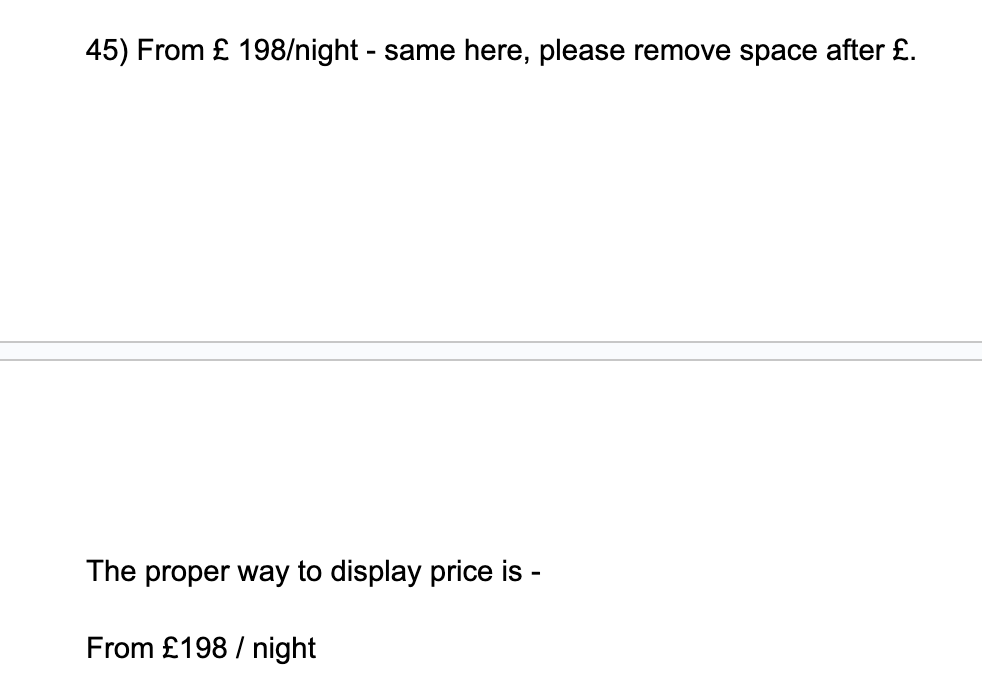 45) From £ 198/night - same here, please remove space after £.
The proper way to display price is -
From £198 / night